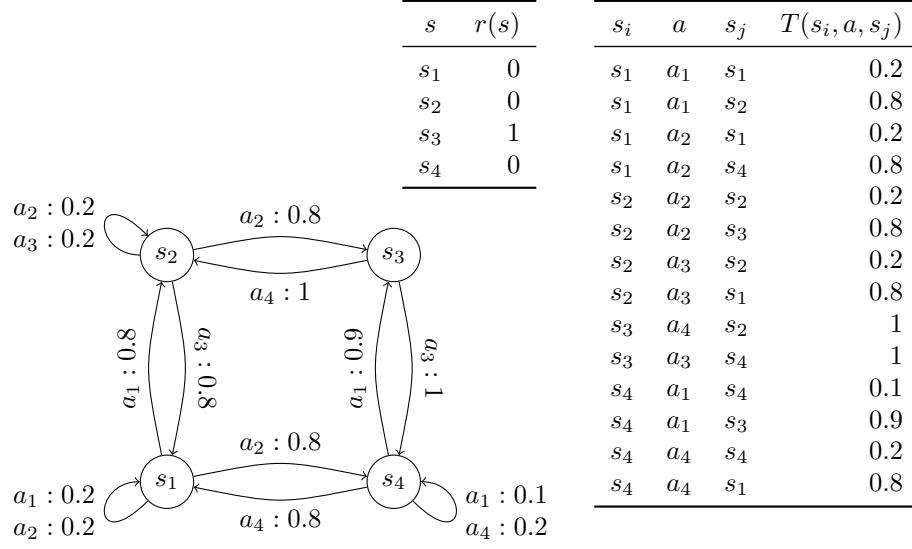 s r(s)
s₁ 0
s₂ 0
s₃ 1
s₄ 0
sᵢ a sⱼ T(sᵢ, a, sⱼ)
s₁ a₁ s₁ 0.2
s₁ a₁ s₂ 0.8
s₁ a₂ s₁ 0.2
s₁ a₂ s₄ 0.8
s₂ a₂ s₂ 0.2
s₂ a₂ s₃ 0.8
s₂ a₃ s₂ 0.2
s₂ a₃ s₁ 0.8
s₃ a₄ s₂ 1
s₃ a₃ s₄ 1
s₄ a₁ s₄ 0.1
s₄ a₁ s₃ 0.9
s₄ a₄ s₄ 0.2
s₄ a₄ s₁ 0.8
a₂ : 0.2
a₃ : 0.2
s₂
a₂ : 0.8
s₃
a₄ : 1
a₁ : 0.8
a₃ : 0.8
a₁ : 0.9
a₃ : 1
a₂ : 0.8
s₁
s₄
a₁ : 0.2
a₂ : 0.2
a₄ : 0.8
a₁ : 0.1
a₄ : 0.2